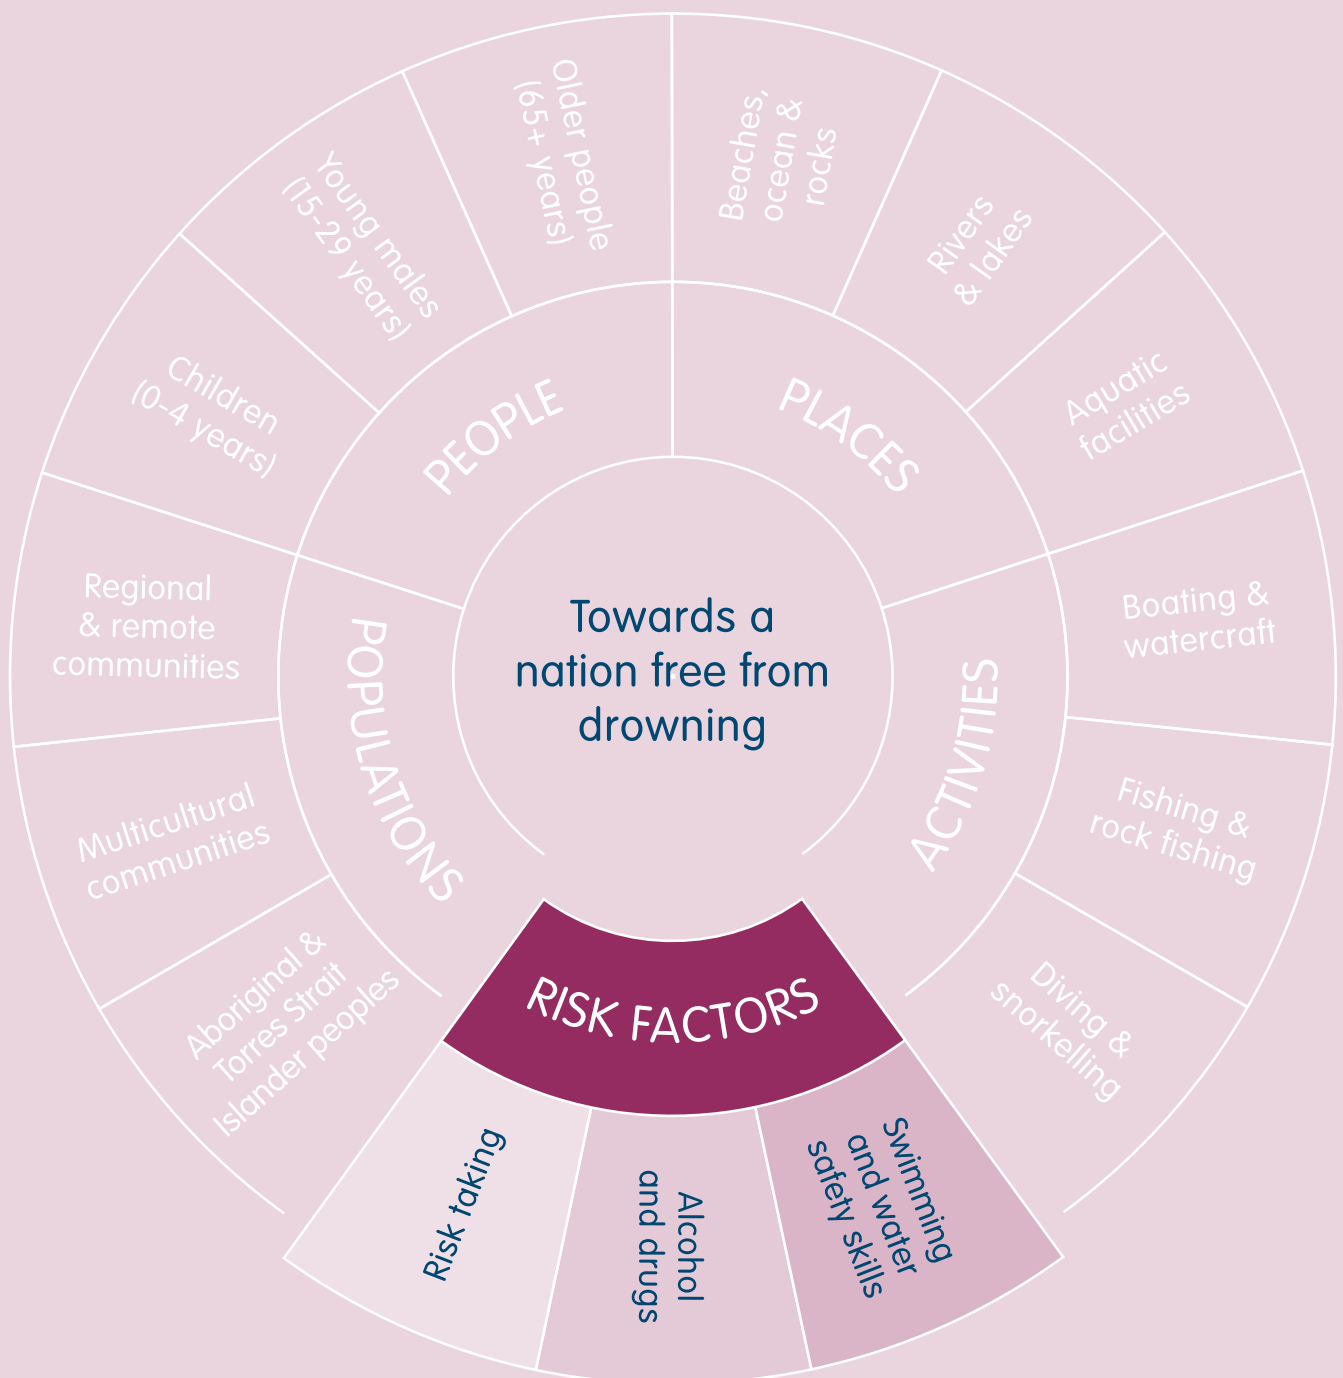 Older people
(65+ years)
Beaches,
ocean &
rocks
Young males
(15-29 years)
Rivers
& lakes
Children
(0-4 years)
Aquatic
facilities
PEOPLE
PLACES
Regional
& remote
communities
Towards a
nation free from
drowning
Boating &
watercraft
POPULATIONS
ACTIVITIES
Multicultural
communities
Fishing &
rock fishing
Aboriginal &
Torres Strait
Islander peoples
Diving &
snorkelling
RISK FACTORS
Risk taking
Alcohol
and drugs
Swimming
and water
safety skills